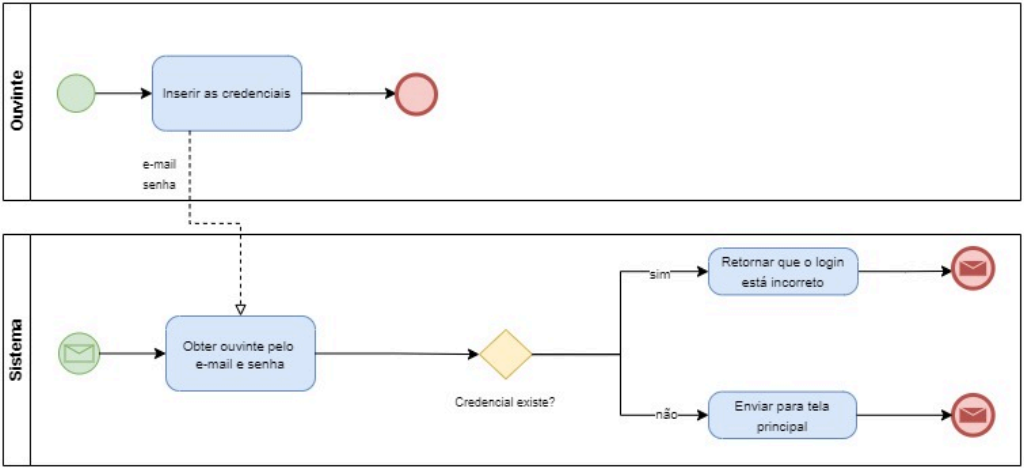 Ouvinte
Inserir as credenciais
e-mail
senha
Sistema
Obter ouvinte pelo
e-mail e senha
Credencial existe?
sim
Retornar que o login
está incorreto
não
Enviar para tela
principal